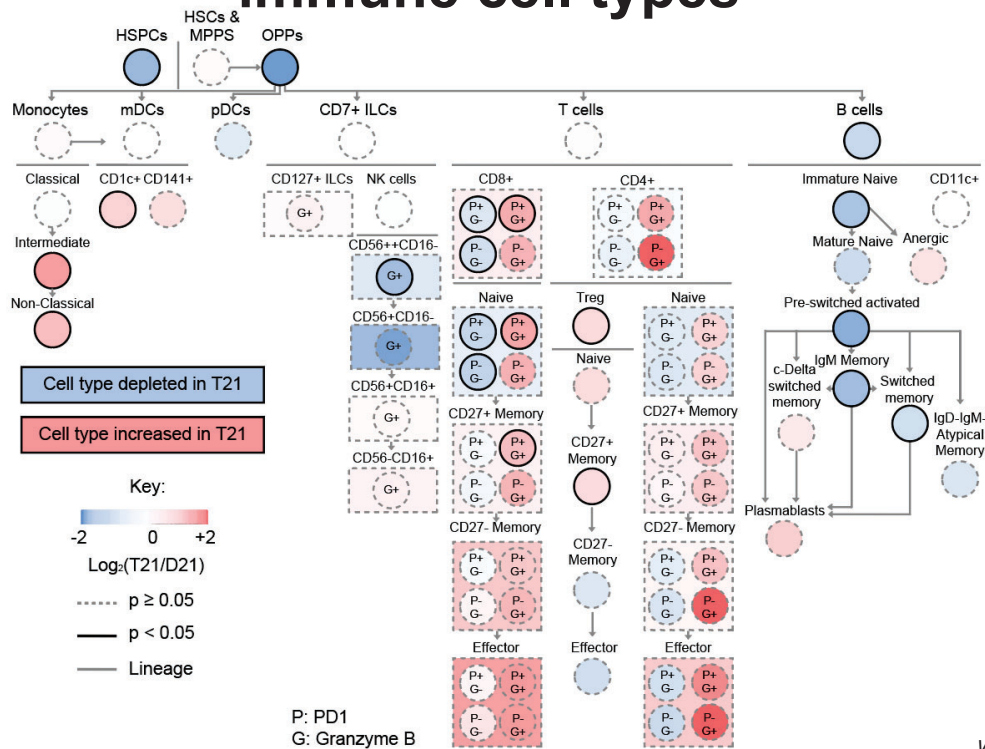 immune cell types
HSCs &
HSPCs
MPPS
OPPs
Monocytes
mDCs
pDCs
CD7+ ILCs
T cells
B cells
Classical
CD1c+
CD141+
CD127+ ILCs
NK cells
CD8+
CD4+
Immature Naive
CD11c+
G+
P+
G-
P+
G+
P-
G-
P-
G+
P+
G-
P+
G+
P-
G-
P-
G+
Intermediate
Non-Classical
CD56++CD16-
G+
CD56+CD16-
G+
CD56+CD16+
G+
CD56-CD16+
G+
Naive
P+
G-
P+
G+
P-
G-
P-
G+
CD27+ Memory
P+
G-
P+
G+
P-
G-
P-
G+
CD27- Memory
P+
G-
P+
G+
P-
G-
P-
G+
Effector
P+
G-
P+
G+
P-
G-
P-
G+
Treg
Naive
CD27+
Memory
CD27-
Memory
Effector
Naive
P+
G-
P+
G+
P-
G-
P-
G+
CD27+ Memory
P+
G-
P+
G+
P-
G-
P-
G+
CD27- Memory
P+
G-
P+
G+
P-
G-
P-
G+
Effector
P+
G-
P+
G+
P-
G-
P-
G+
Mature Naive
Anergic
Pre-switched activated
c-Delta
switched
memory
IgM Memory
Switched
memory
IgD-IgM-
Atypical
Memory
Plasmablasts
Cell type depleted in T21
Cell type increased in T21
Key:
-2
0
+2
Log₂(T21/D21)
p ≥ 0.05
p < 0.05
Lineage
P: PD1
G: Granzyme B